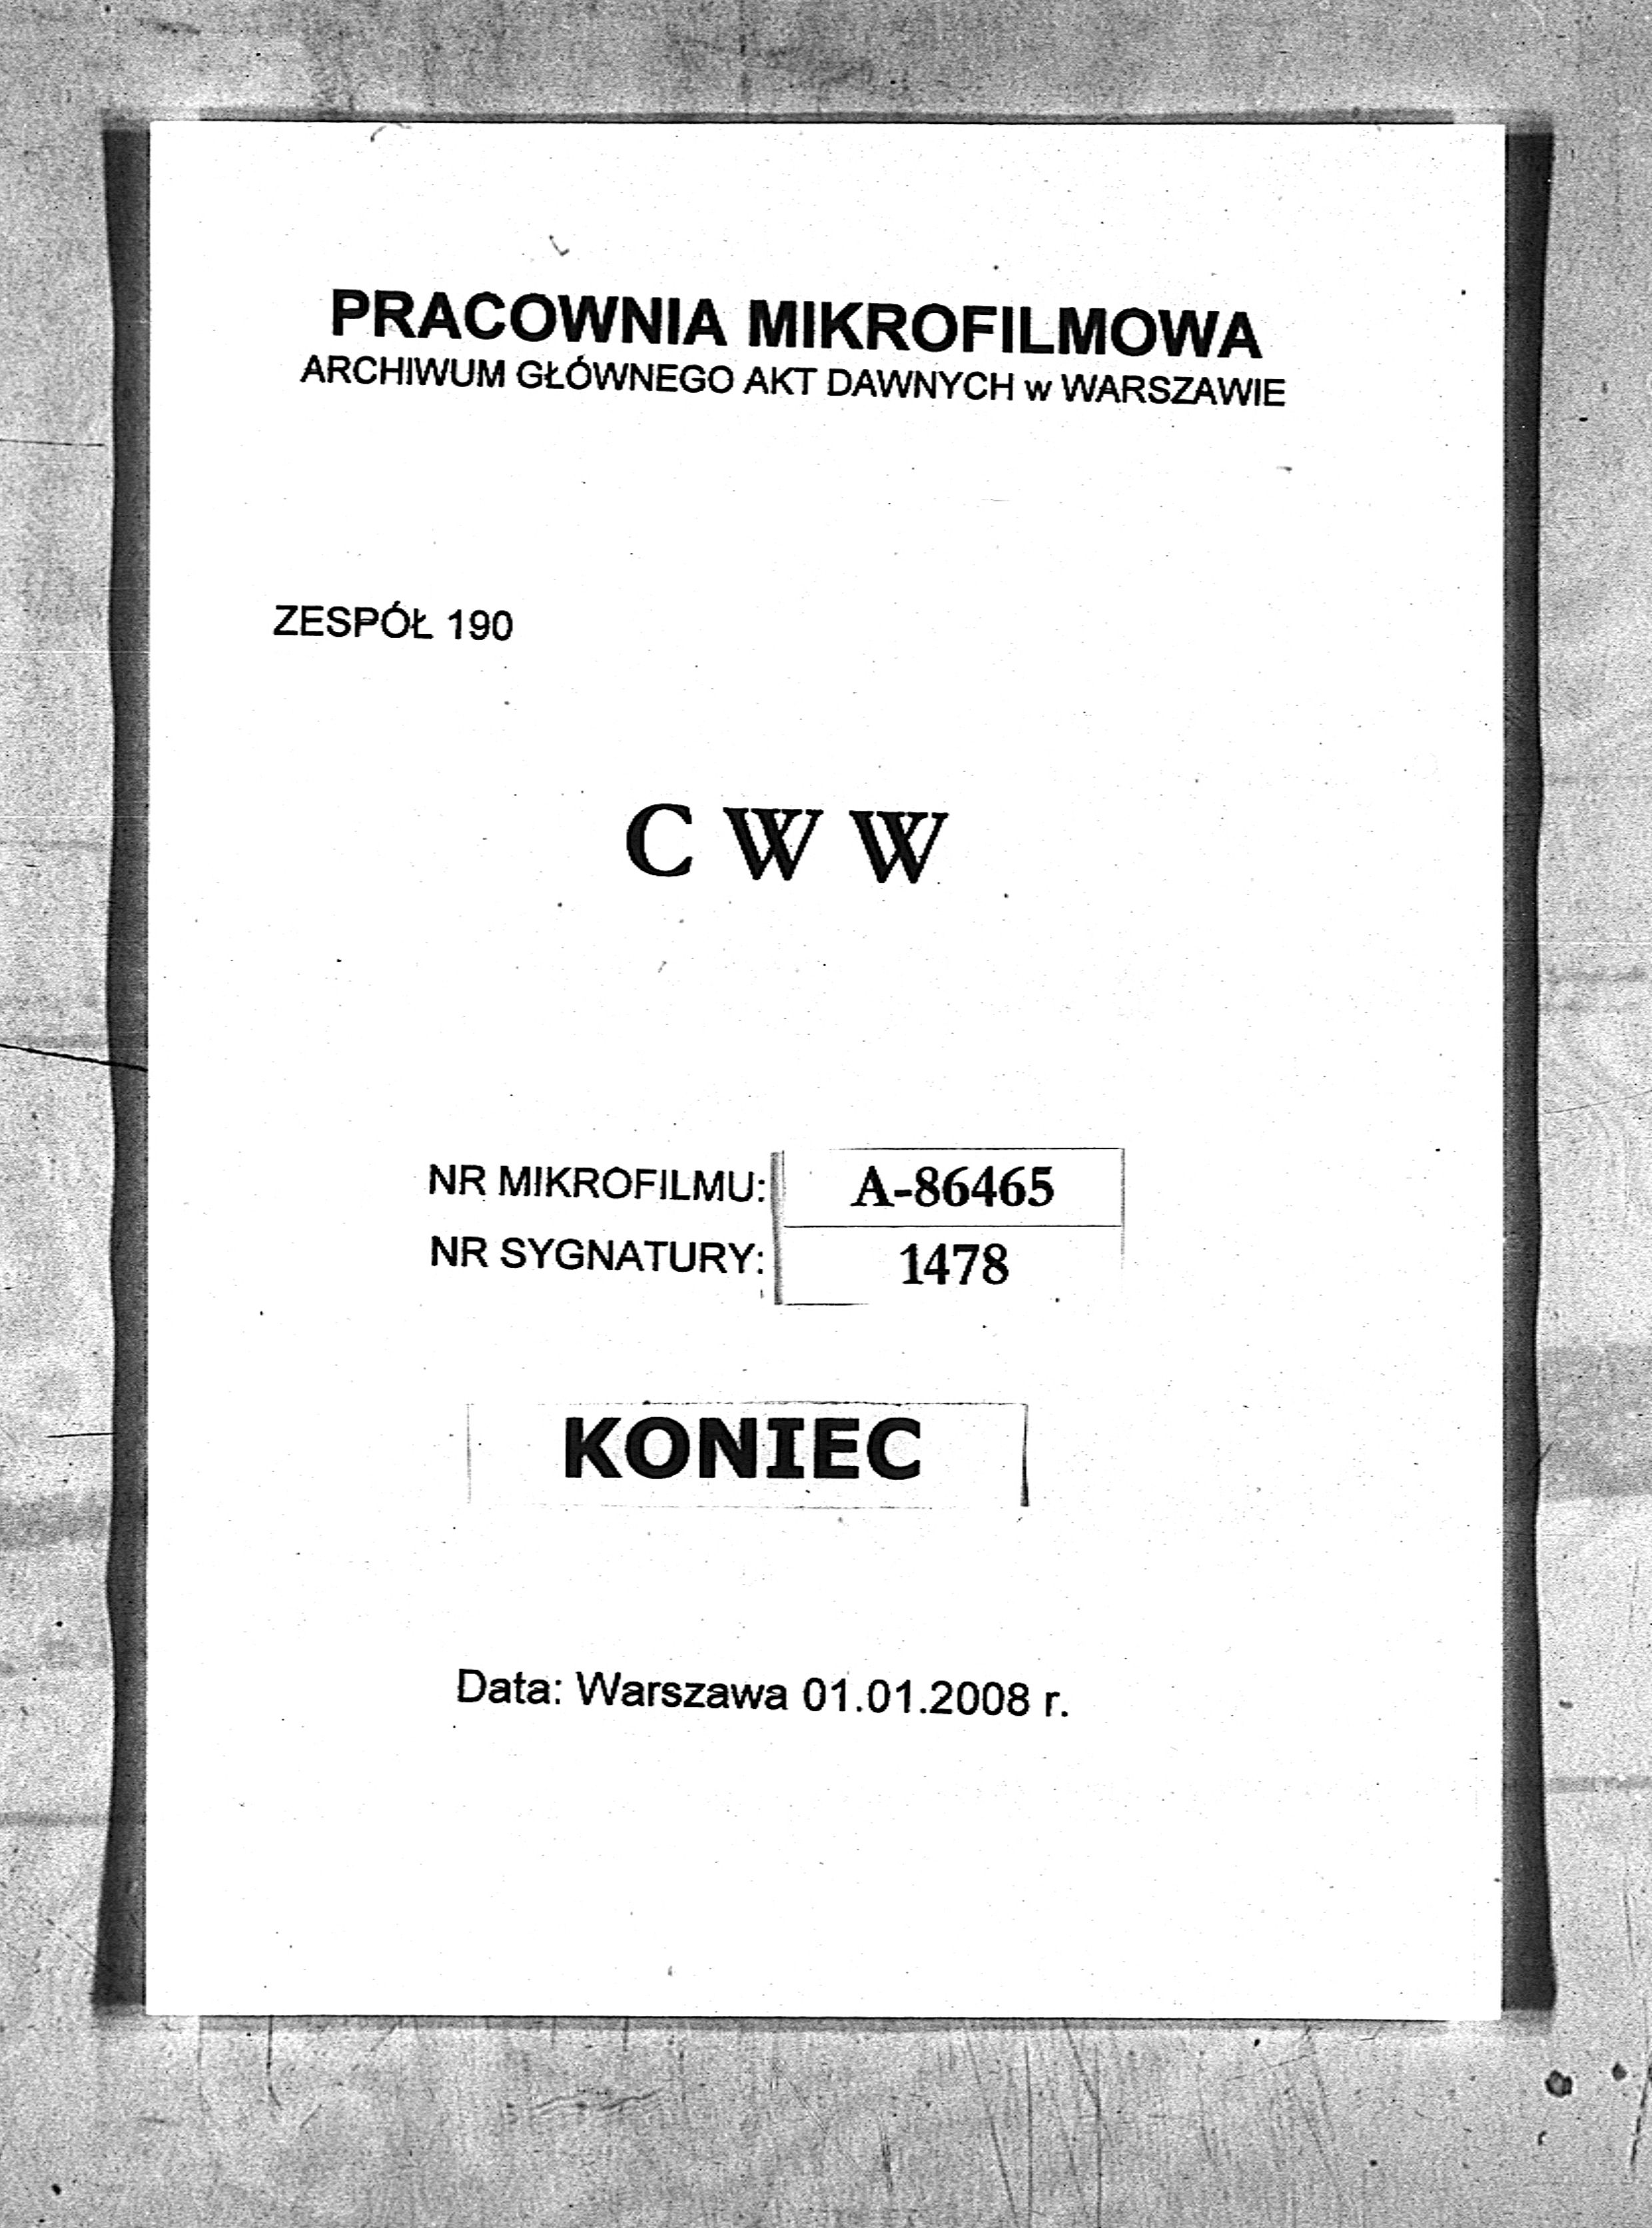 PRACOWNIA MIKROFILMOWA
ARCHIWUM GŁÓWNEGO AKT DAWNYCH w WARSZAWIE
ZESPÓŁ 190
C W W
NR MIKROFILMU: A-86465
NR SYGNATURY: 1478
KONIEC
Data: Warszawa 01.01.2008 r.